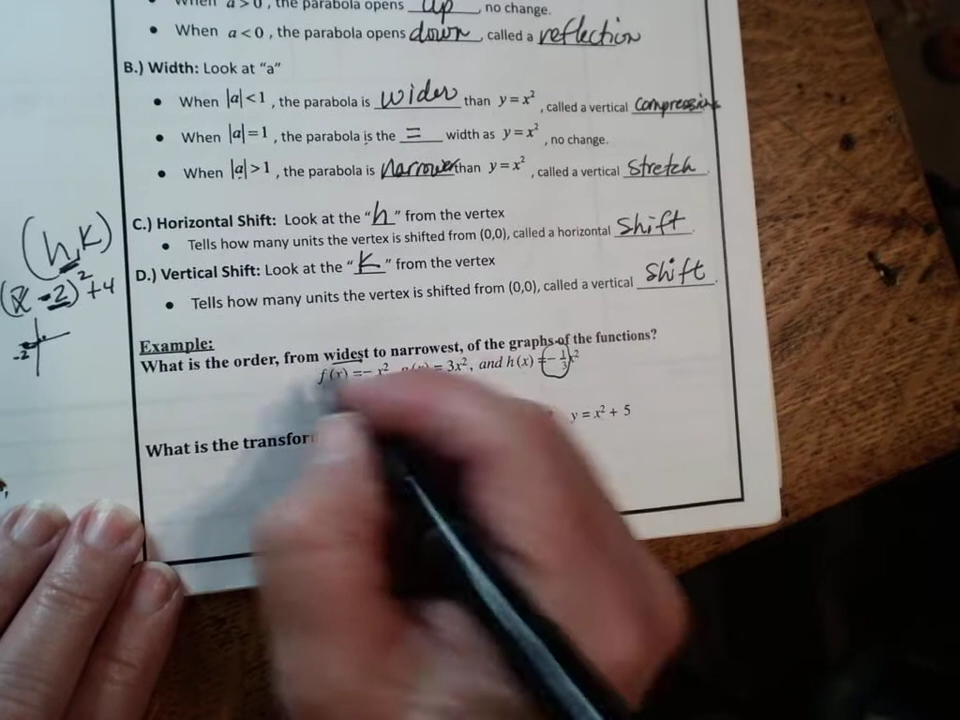 When a > 0, the parabola opens up, no change.
• When a < 0, the parabola opens down, called a reflection
B.) Width: Look at "a"
• When |a| < 1, the parabola is wider than y = x², called a vertical compression
• When |a| = 1, the parabola is the = width as y = x², no change.
• When |a| > 1, the parabola is narrower than y = x², called a vertical stretch.
(h,k)
C.) Horizontal Shift: Look at the "h" from the vertex
• Tells how many units the vertex is shifted from (0,0), called a horizontal shift.
D.) Vertical Shift: Look at the "K" from the vertex
(x - 2)² + 4
• Tells how many units the vertex is shifted from (0,0), called a vertical shift.
-2
Example:
What is the order, from widest to narrowest, of the graphs of the functions?
f(x) = -x², = 3x², and h(x) = -1/3 x²
y = x² + 5
What is the